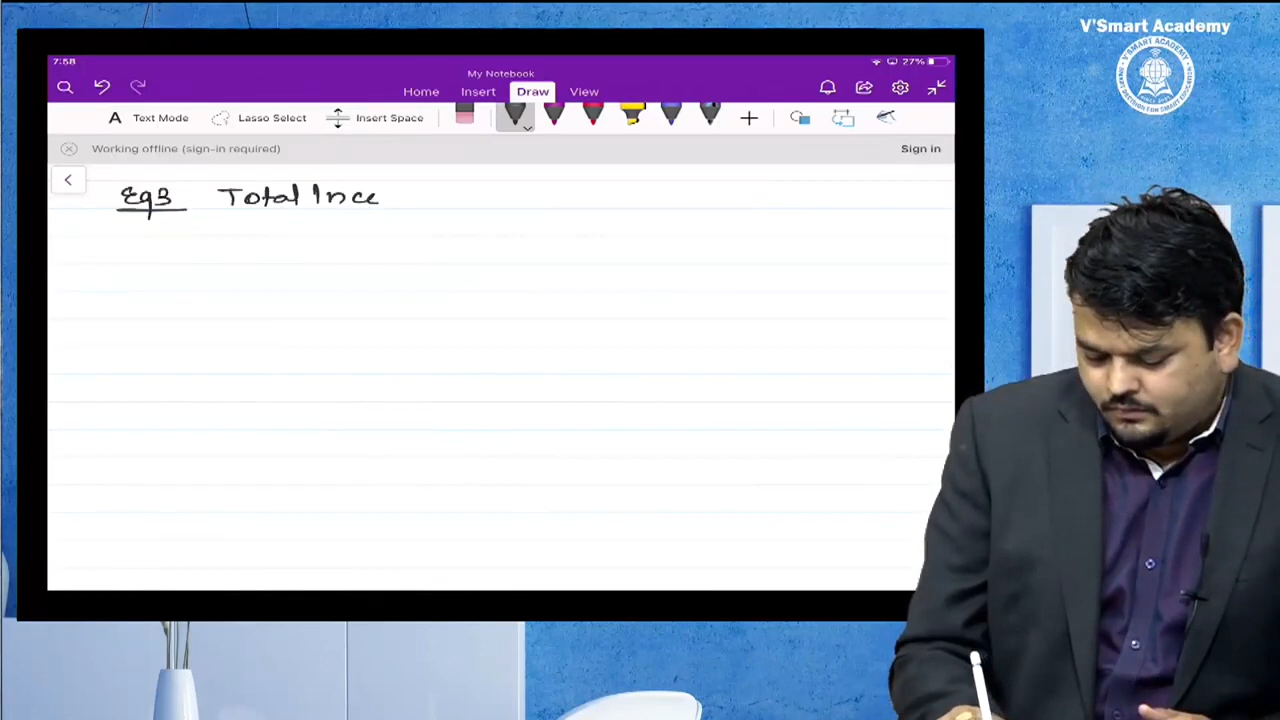 V'Smart Academy
7:58
27%
My Notebook
Home Insert Draw View
Text Mode Lasso Select Insert Space
Working offline (sign-in required)
Sign in
Eg3 Total Ince